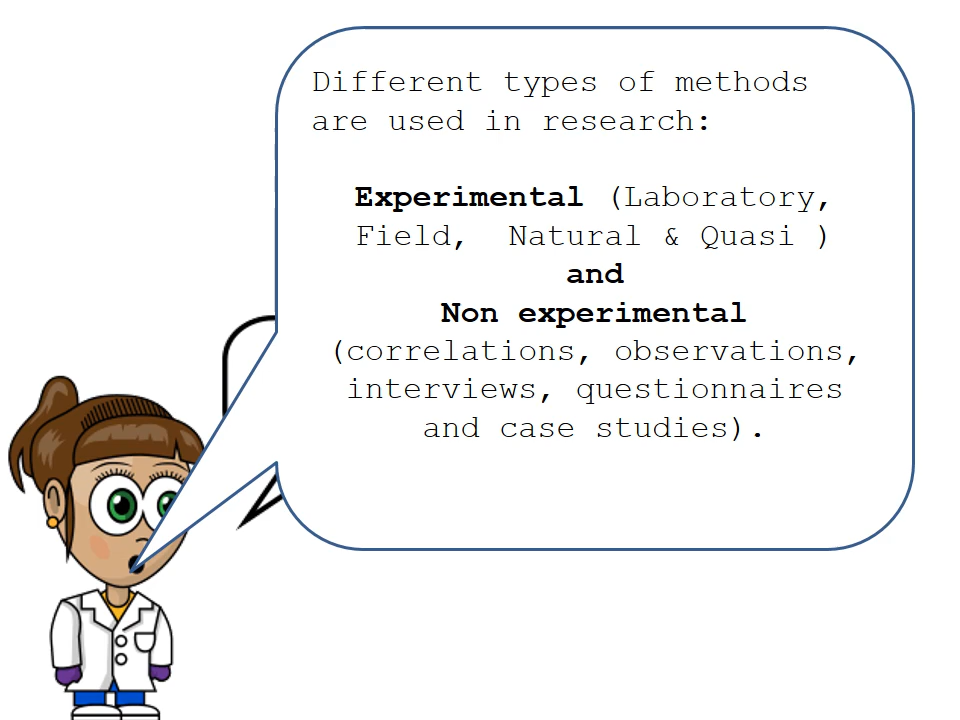 Different types of methods
are used in research:
Experimental (Laboratory,
Field,  Natural & Quasi )
and
Non experimental
(correlations, observations,
interviews, questionnaires
and case studies).